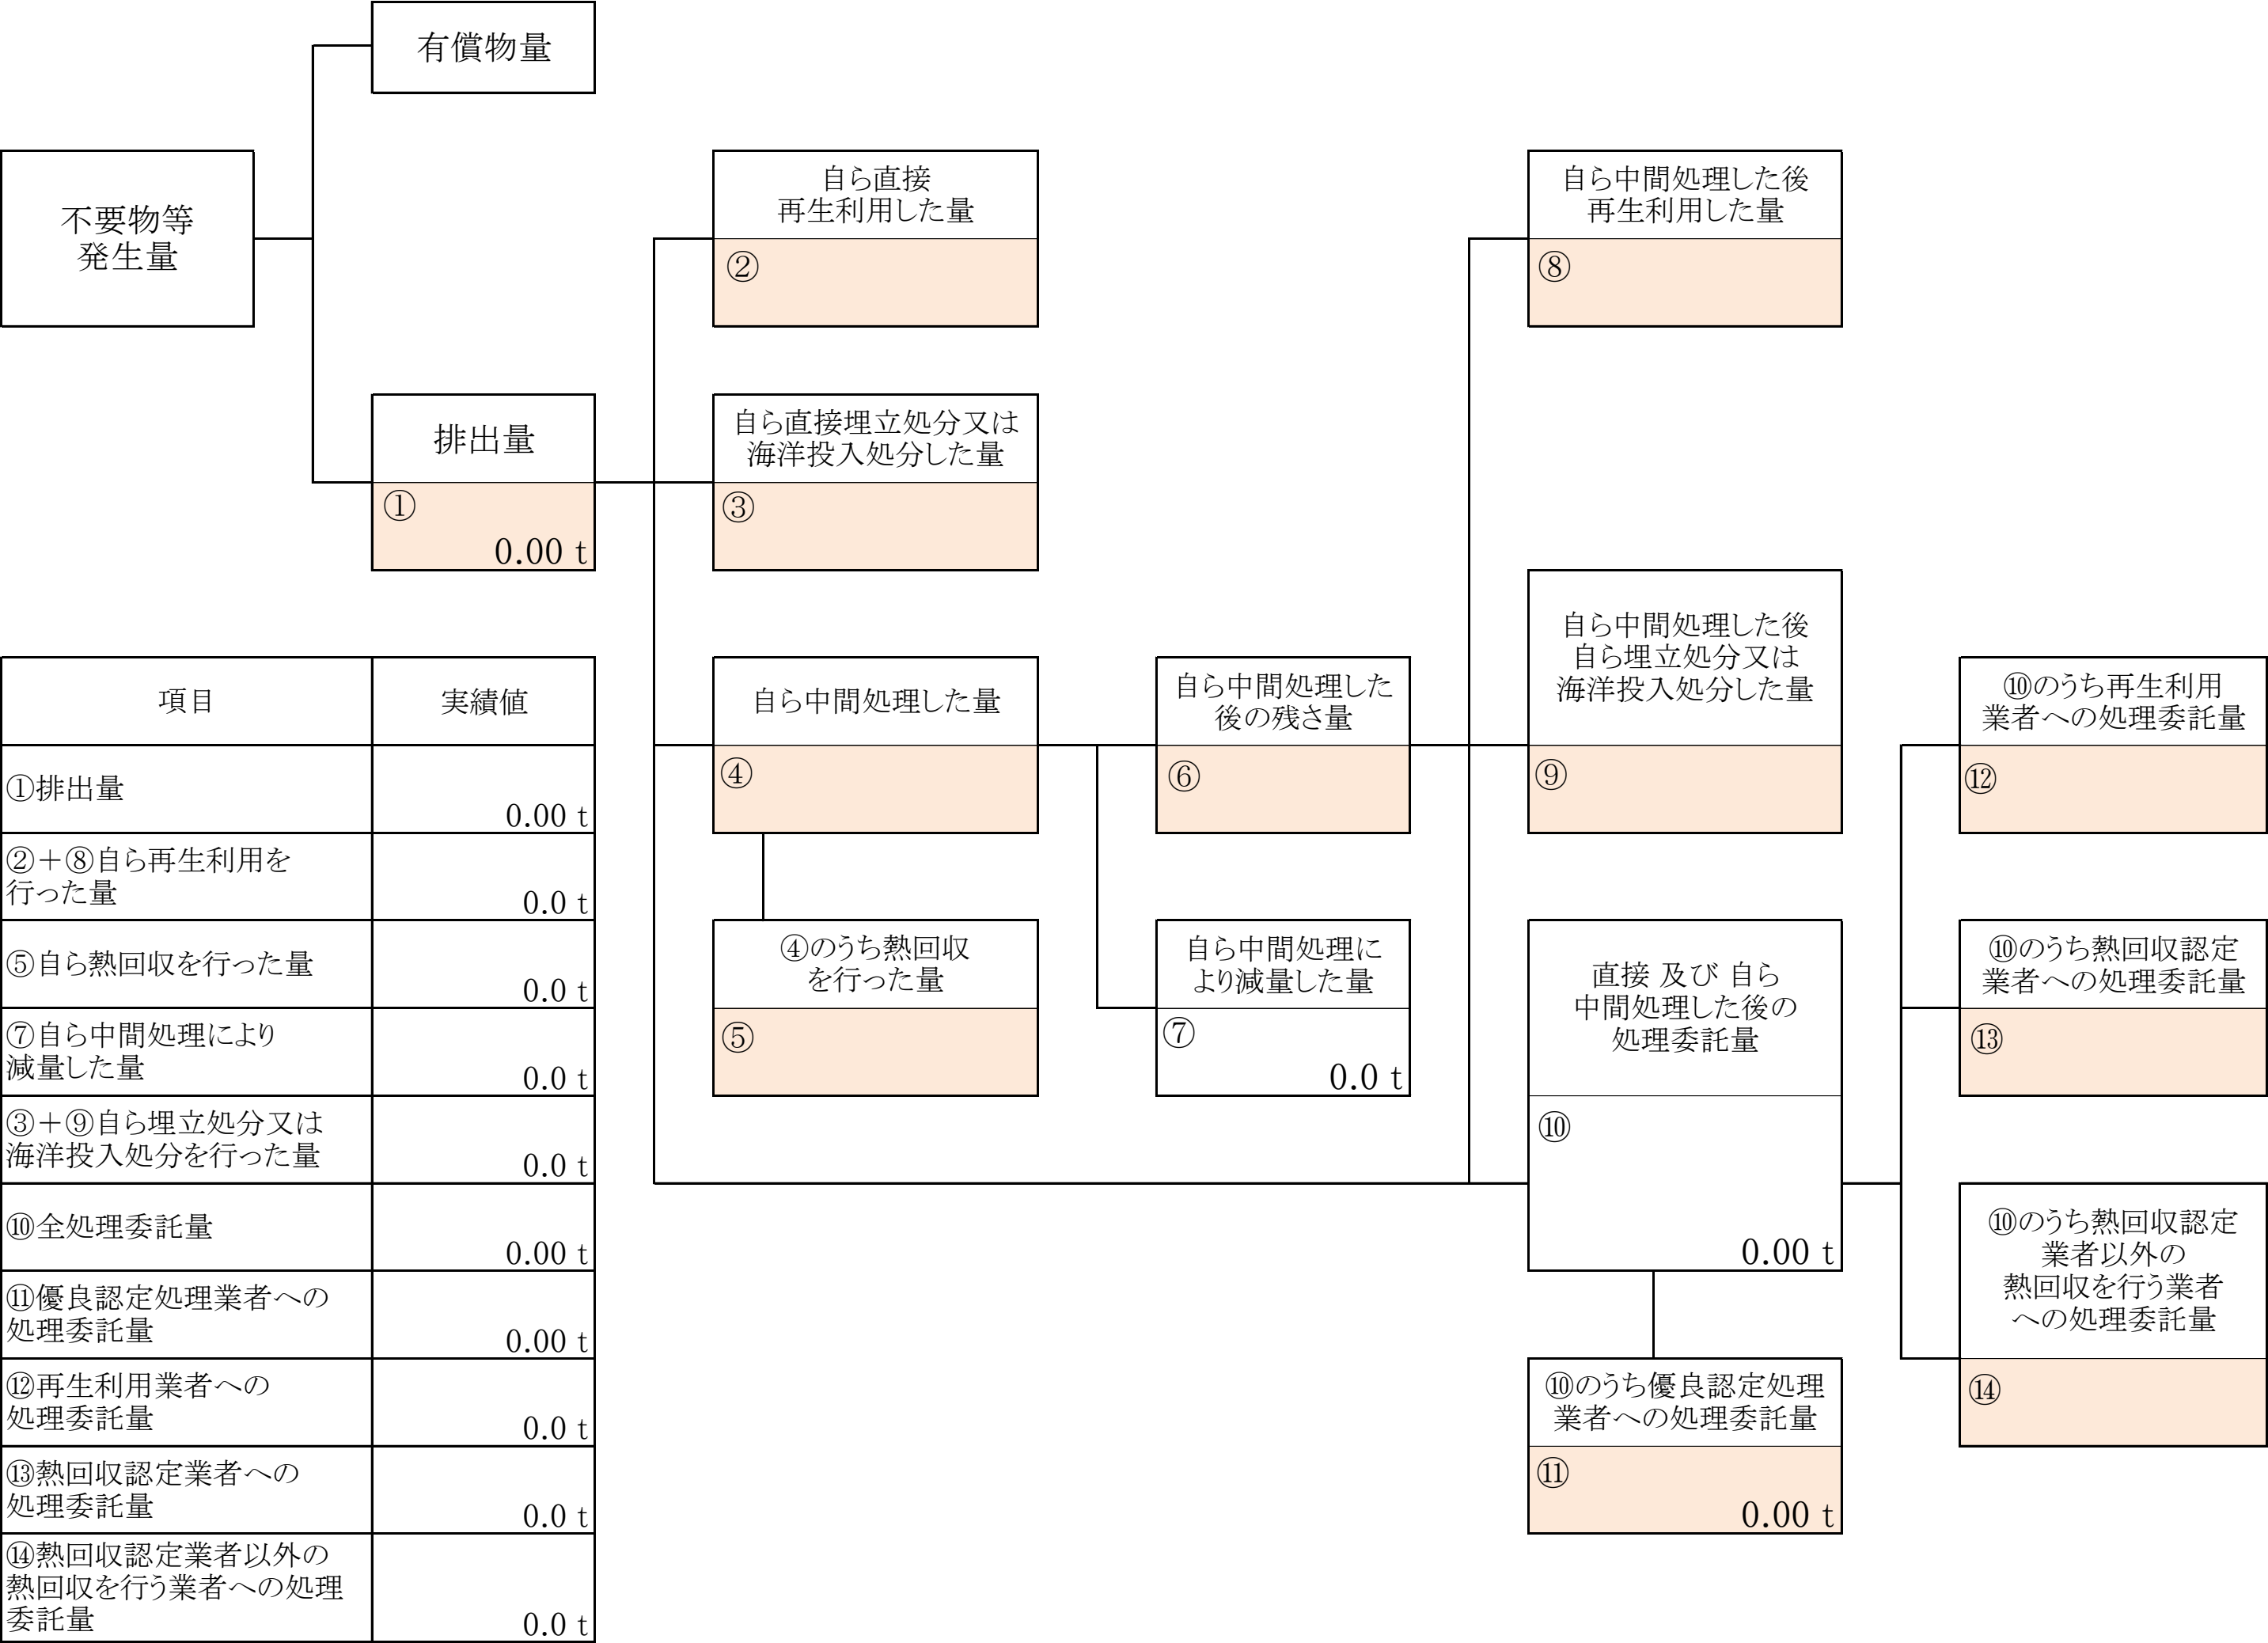 有償物量
不要物等
発生量
自ら直接
再生利用した量
②
自ら中間処理した後
再生利用した量
⑧
排出量
①
0.00 t
自ら直接埋立処分又は
海洋投入処分した量
③
自ら中間処理した量
④
④のうち熱回収
を行った量
⑤
自ら中間処理した
後の残さ量
⑥
自ら中間処理に
より減量した量
⑦
0.0 t
自ら中間処理した後
自ら埋立処分又は
海洋投入処分した量
⑨
直接 及び 自ら
中間処理した後の
処理委託量
⑩
0.00 t
⑩のうち優良認定処理
業者への処理委託量
⑪
0.00 t
⑩のうち再生利用
業者への処理委託量
⑫
⑩のうち熱回収認定
業者への処理委託量
⑬
⑩のうち熱回収認定
業者以外の
熱回収を行う業者
への処理委託量
⑭
項目 実績値
①排出量
0.00 t
②+⑧自ら再生利用を
行った量
0.0 t
⑤自ら熱回収を行った量
0.0 t
⑦自ら中間処理により
減量した量
0.0 t
③+⑨自ら埋立処分又は
海洋投入処分を行った量
0.0 t
⑩全処理委託量
0.00 t
⑪優良認定処理業者への
処理委託量
0.00 t
⑫再生利用業者への
処理委託量
0.0 t
⑬熱回収認定業者への
処理委託量
0.0 t
⑭熱回収認定業者以外の
熱回収を行う業者への処理
委託量
0.0 t